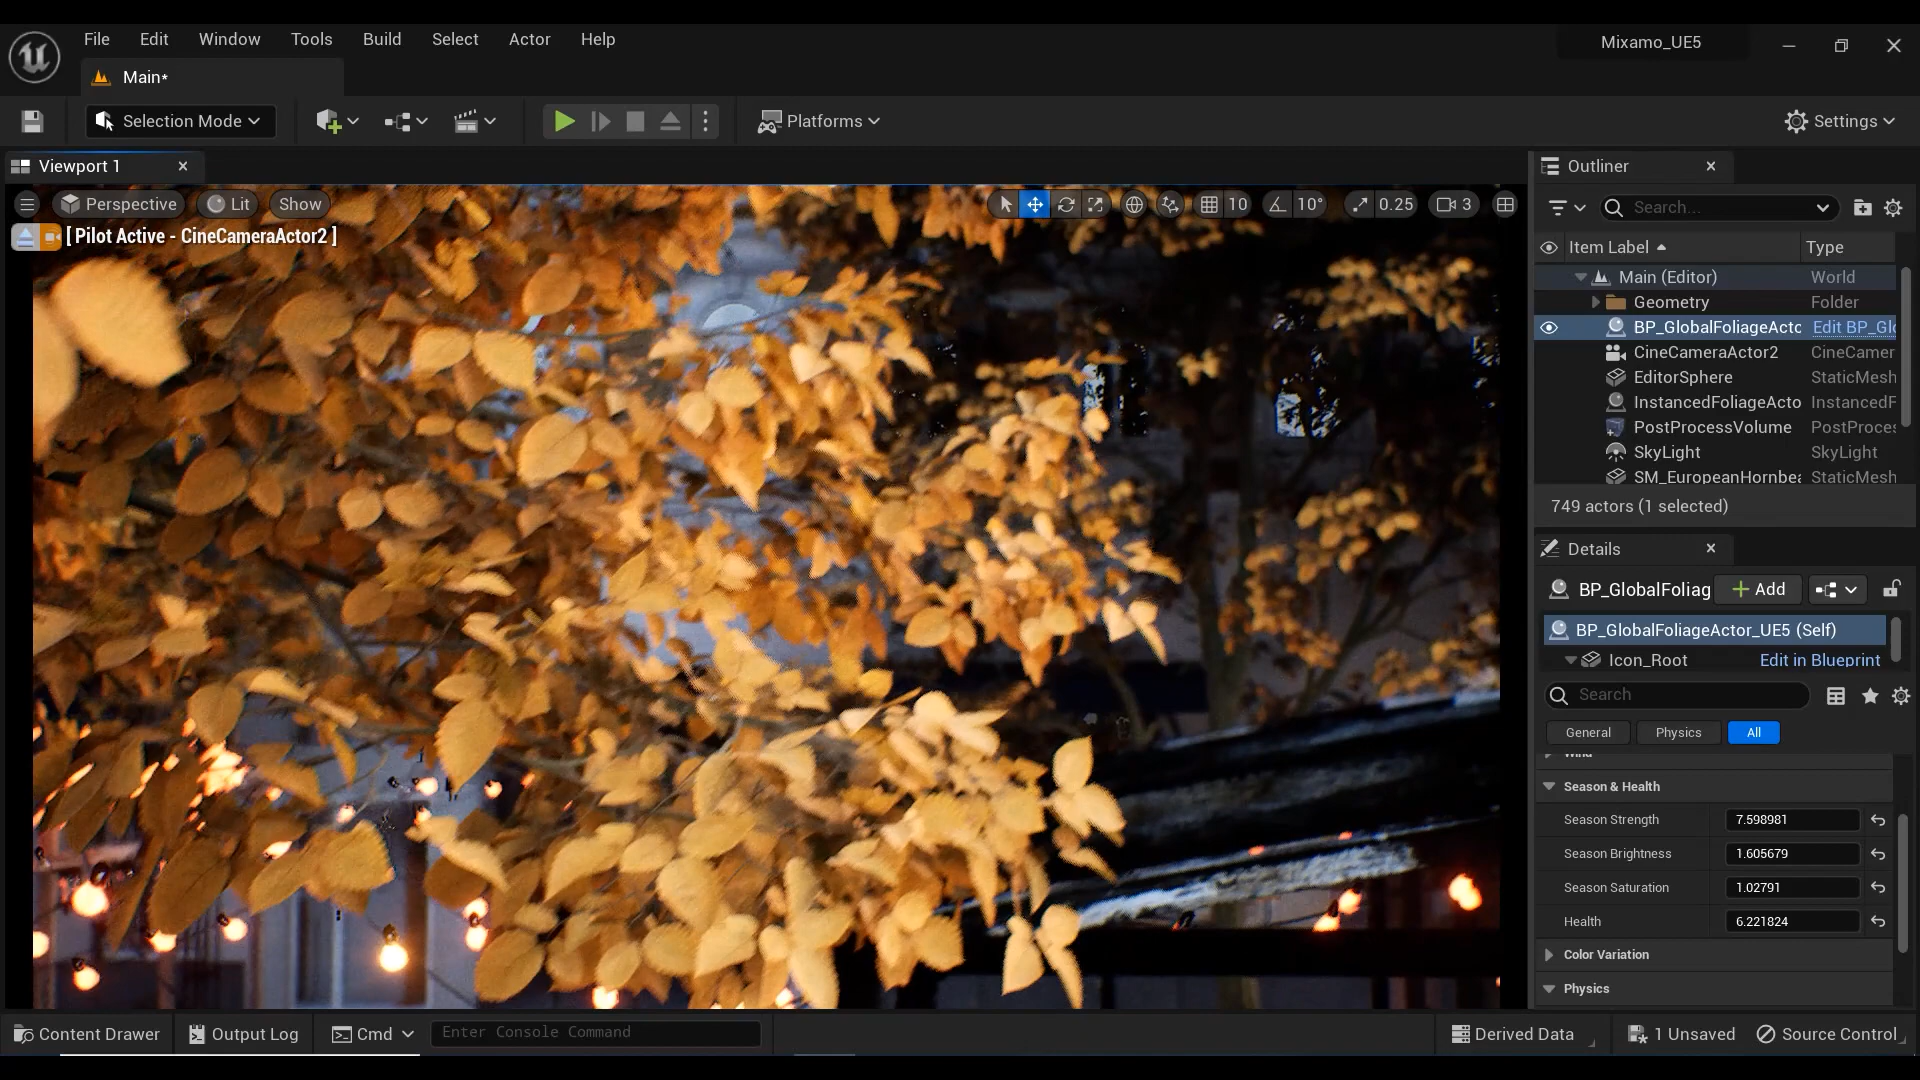 File Edit Window Tools Build Select Actor Help
Mixamo_UE5
Main*
Selection Mode
Platforms
Settings
Viewport 1
Outliner
Perspective Lit Show
10 10° 0.25 3
Search...
[ Pilot Active - CineCameraActor2 ]
Item Label Type
Main (Editor) World
Geometry Folder
BP_GlobalFoliageActo Edit BP_Glo
CineCameraActor2 CineCamer
EditorSphere StaticMesh
InstancedFoliageActo InstancedF
PostProcessVolume PostProces
SkyLight SkyLight
SM_EuropeanHornbea StaticMesh
749 actors (1 selected)
Details
BP_GlobalFoliag Add
BP_GlobalFoliageActor_UE5 (Self)
Icon_Root Edit in Blueprint
Search
General Physics All
Wind
Season & Health
Season Strength 7.598981
Season Brightness 1.605679
Season Saturation 1.02791
Health 6.221824
Color Variation
Physics
Content Drawer Output Log Cmd Enter Console Command Derived Data 1 Unsaved Source Control